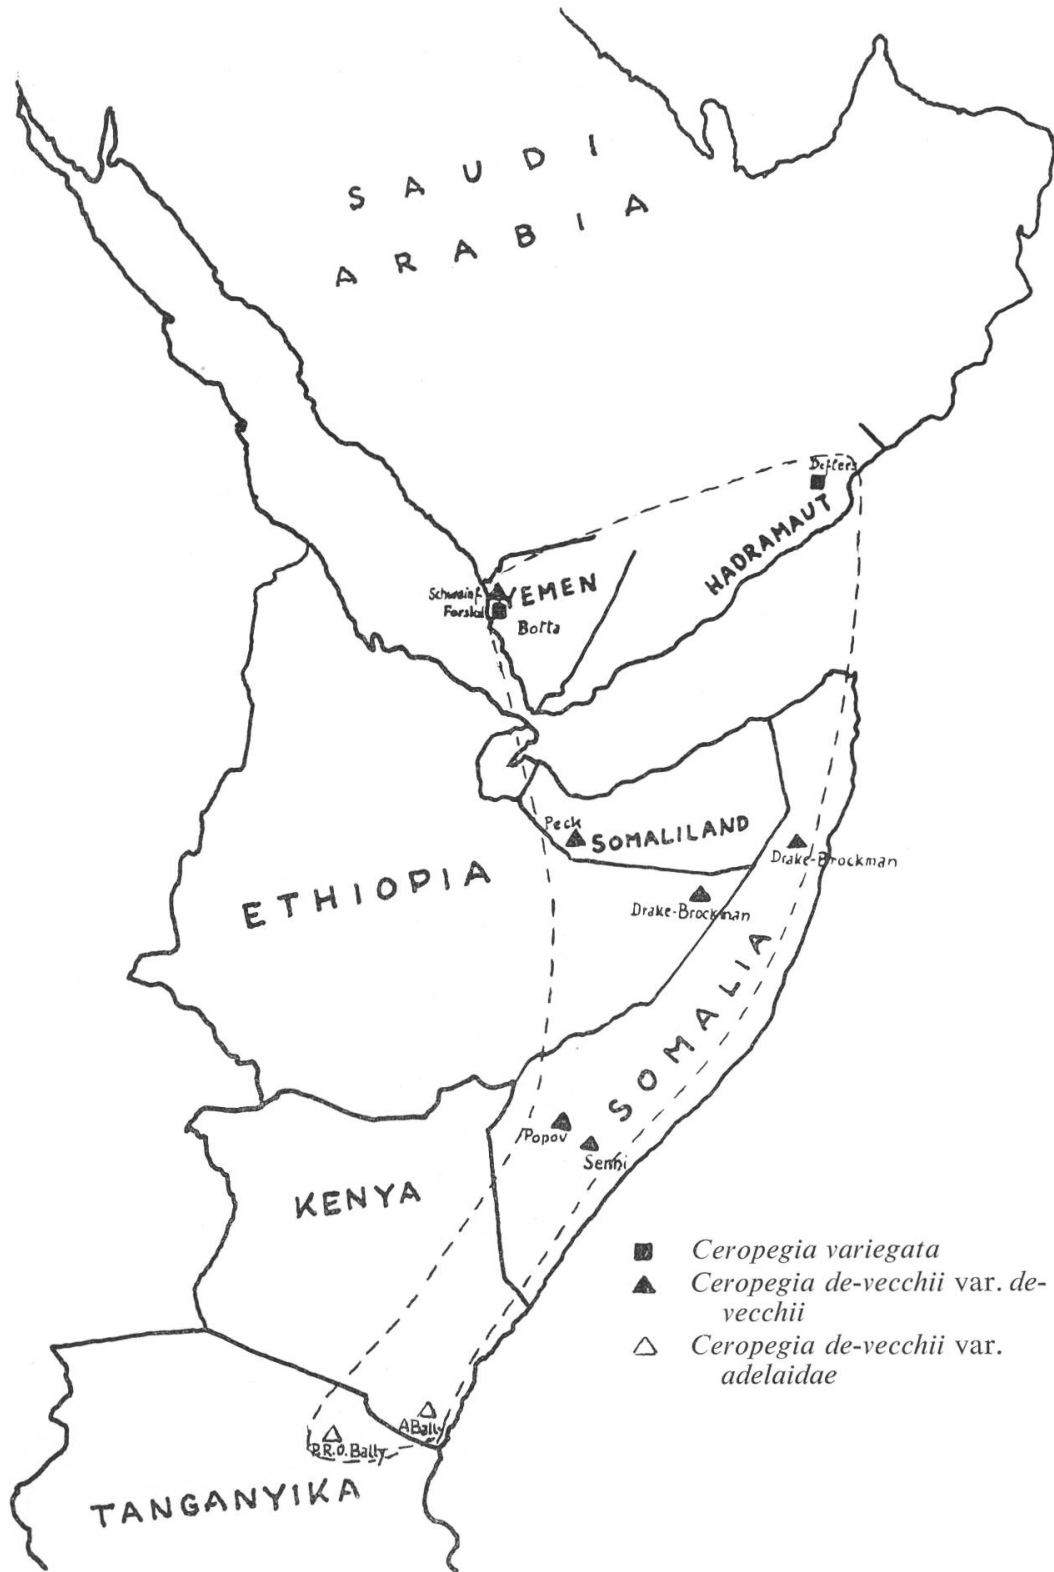 SAUDI
ARABIA
Deflers
HADRAMAUT
Schweinf.
Forskal
YEMEN
Botta
Peck
SOMALILAND
Drake-Brockman
ETHIOPIA
Drake-Brockman
SOMALIA
Popov
Senni
KENYA
Ceropegia variegata
Ceropegia de-vecchii var. de-
vecchii
Ceropegia de-vecchii var.
adelaidae
A Bally
P.R.O. Bally
TANGANYIKA